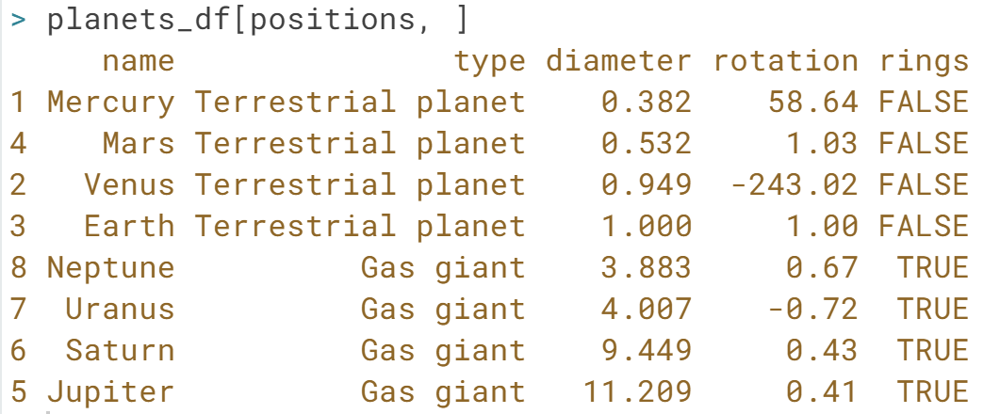 > planets_df[positions, ]
name type diameter rotation rings
1 Mercury Terrestrial planet 0.382 58.64 FALSE
4 Mars Terrestrial planet 0.532 1.03 FALSE
2 Venus Terrestrial planet 0.949 -243.02 FALSE
3 Earth Terrestrial planet 1.000 1.00 FALSE
8 Neptune Gas giant 3.883 0.67 TRUE
7 Uranus Gas giant 4.007 -0.72 TRUE
6 Saturn Gas giant 9.449 0.43 TRUE
5 Jupiter Gas giant 11.209 0.41 TRUE